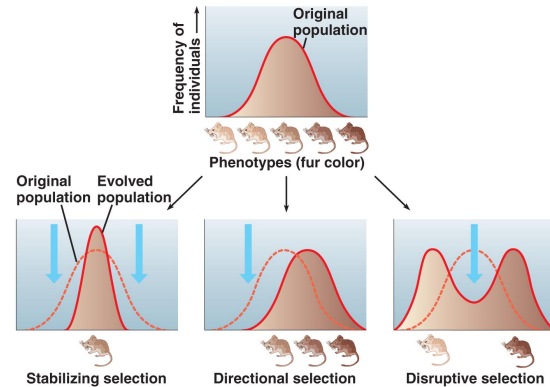 Frequency of
individuals
Original
population
Phenotypes (fur color)
Original
population
Evolved
population
Stabilizing selection
Directional selection
Disruptive selection